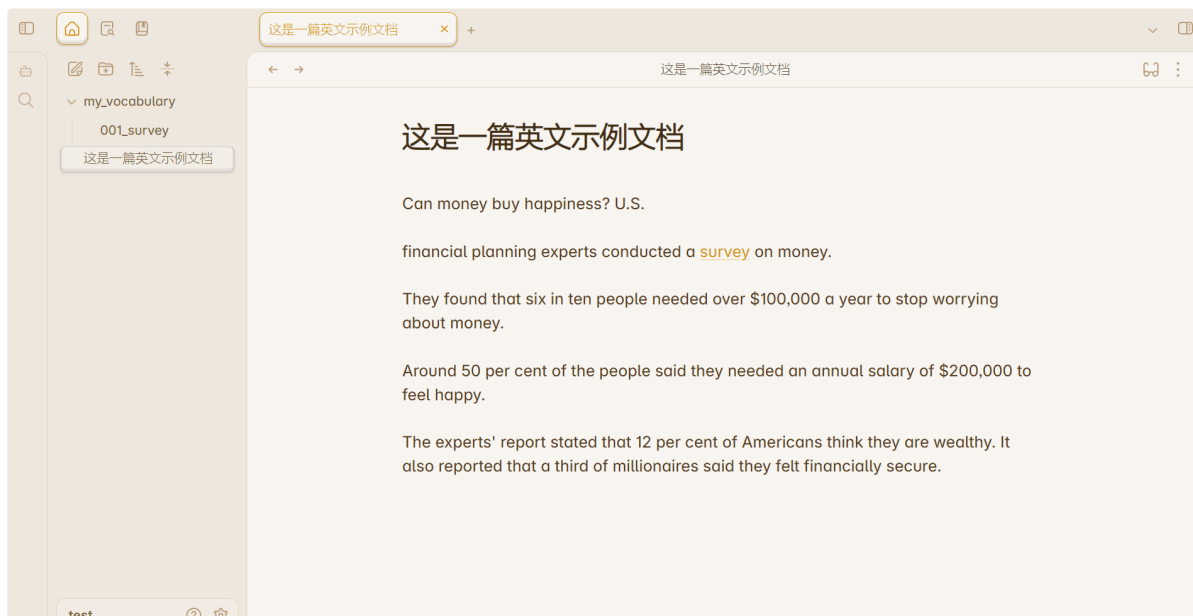 这是一篇英文示例文档
my_vocabulary
001_survey
这是一篇英文示例文档
test
这是一篇英文示例文档
这是一篇英文示例文档
Can money buy happiness? U.S.
financial planning experts conducted a survey on money.
They found that six in ten people needed over $100,000 a year to stop worrying
about money.
Around 50 per cent of the people said they needed an annual salary of $200,000 to
feel happy.
The experts' report stated that 12 per cent of Americans think they are wealthy. It
also reported that a third of millionaires said they felt financially secure.